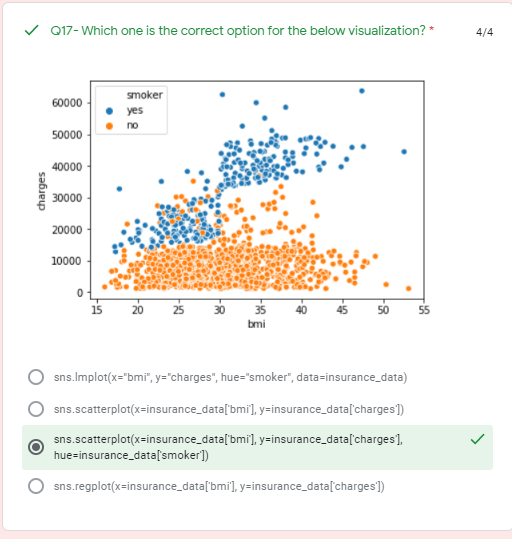 Q17- Which one is the correct option for the below visualization? *
4/4
smoker
yes
no
60000
50000
40000
30000
20000
10000
0
charges
15 20 25 30 35 40 45 50 55
bmi
sns.lmplot(x="bmi", y="charges", hue="smoker", data=insurance_data)
sns.scatterplot(x=insurance_data['bmi'], y=insurance_data['charges'])
sns.scatterplot(x=insurance_data['bmi'], y=insurance_data['charges'],
hue=insurance_data['smoker'])
sns.regplot(x=insurance_data['bmi'], y=insurance_data['charges'])